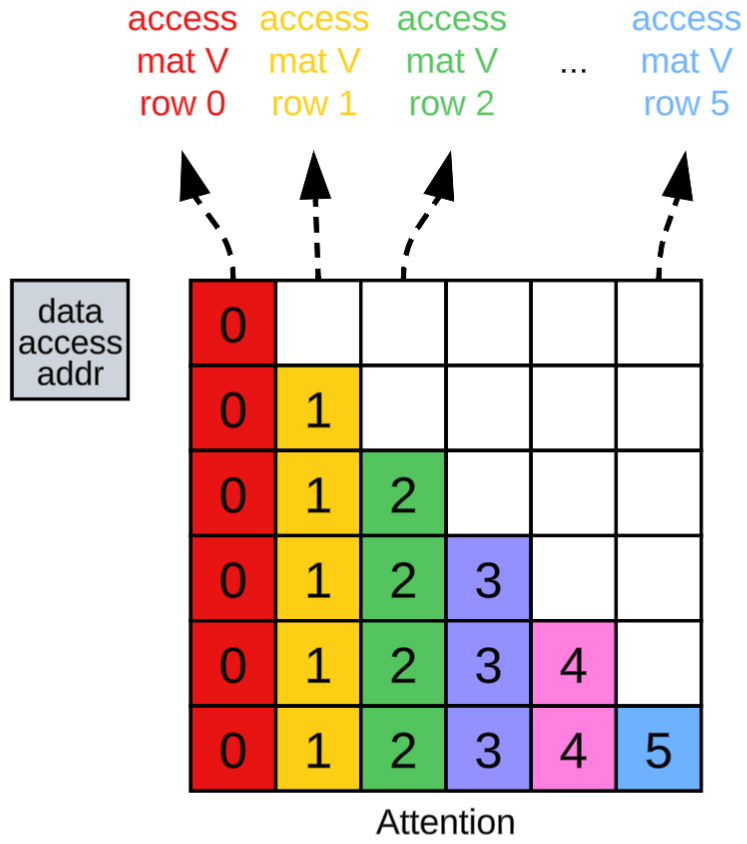 access access access access
mat V mat V mat V ... mat V
row 0 row 1 row 2 row 5
data
access
addr
0
0 1
0 1 2
0 1 2 3
0 1 2 3 4
0 1 2 3 4 5
Attention